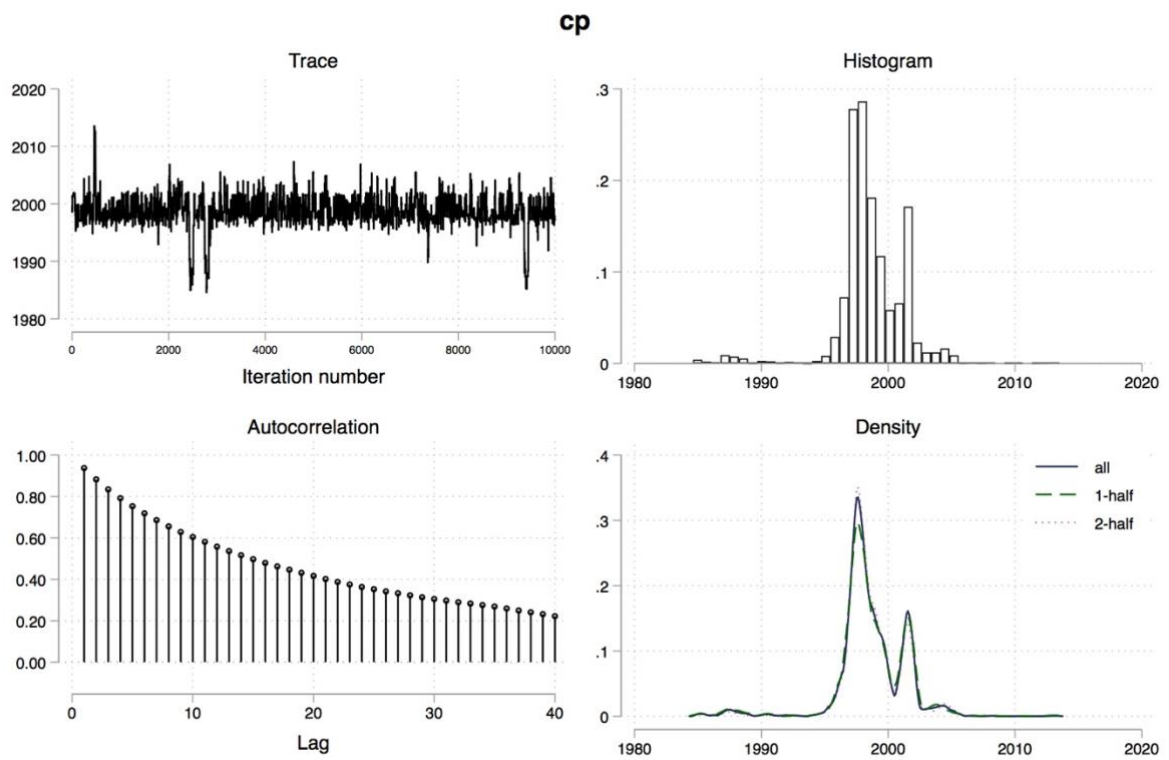 cp
Trace
2020
2010
2000
1990
1980
0 2000 4000 6000 8000 10000
Iteration number
Histogram
.3
.2
.1
0
1980 1990 2000 2010 2020
Autocorrelation
1.00
0.80
0.60
0.40
0.20
0.00
0 10 20 30 40
Lag
Density
.4
.3
.2
.1
0
1980 1990 2000 2010 2020
all
1-half
2-half